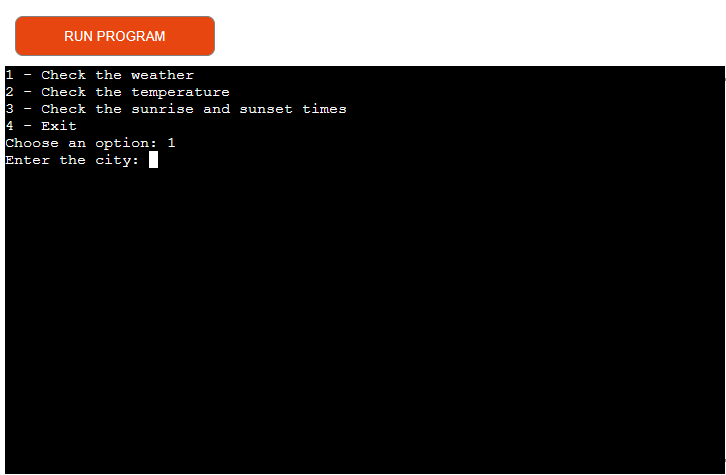 RUN PROGRAM
1 - Check the weather
2 - Check the temperature
3 - Check the sunrise and sunset times
4 - Exit
Choose an option: 1
Enter the city: